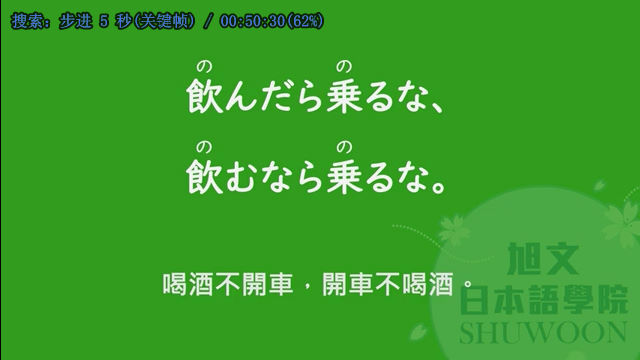 搜索: 步进 5 秒(关键帧) / 00:50:30(62%)
の の
飲んだら乗るな、
の の
飲むなら乗るな。
喝酒不開車，開車不喝酒。
旭文
日本語學院
SHUWOON